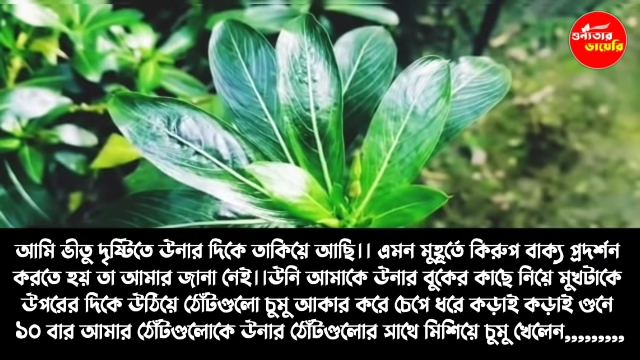 শুন্যতার
ডায়েরি
আমি ভীতু দৃষ্টিতে উনার দিকে তাকিয়ে আছি।। এমন মুহূর্তে কিরুপ বাক্য প্রদর্শন
করতে হয় তা আমার জানা নেই।।উনি আমাকে উনার বুকের কাছে নিয়ে মুখটাকে
উপরের দিকে উঠিয়ে ঠোঁটগুলো চুমু আকার করে চেপে ধরে কড়াই কড়াই গুনে
১০ বার আমার ঠোঁটগুলোকে উনার ঠোঁটগুলোর সাথে মিশিয়ে চুমু খেলেন,,,,,,,,,